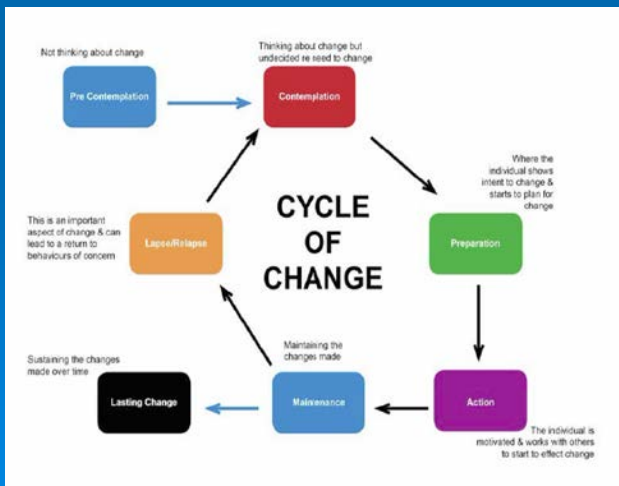 Thinking about change but
undecided re need to change
Not thinking about change
Pre Contemplation
Contemplation
Where the
individual shows
intent to change &
starts to plan for
change
This is an important
aspect of change & can
lead to a return to
behaviours of concern
Lapse/Relapse
CYCLE
OF
CHANGE
Preparation
Maintaining the
changes made
Sustaining the changes
made over time
Lasting Change
Maintenance
Action
The individual is
motivated & works with others
to start to effect change